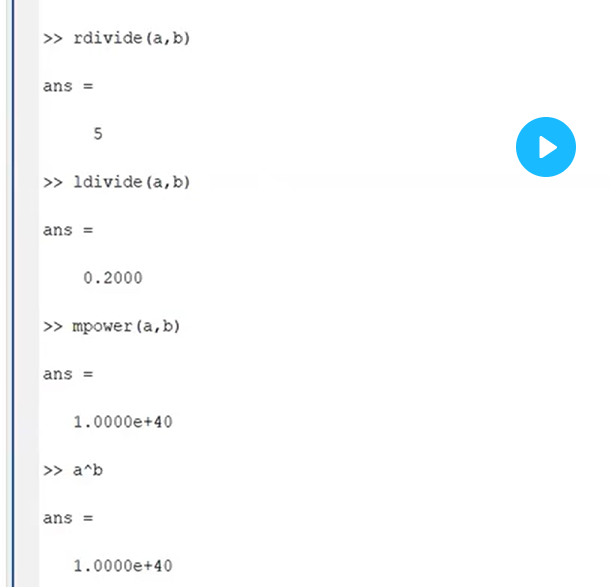 >> rdivide(a,b)
ans =
5
>> ldivide(a,b)
ans =
0.2000
>> mpower(a,b)
ans =
1.0000e+40
>> a^b
ans =
1.0000e+40